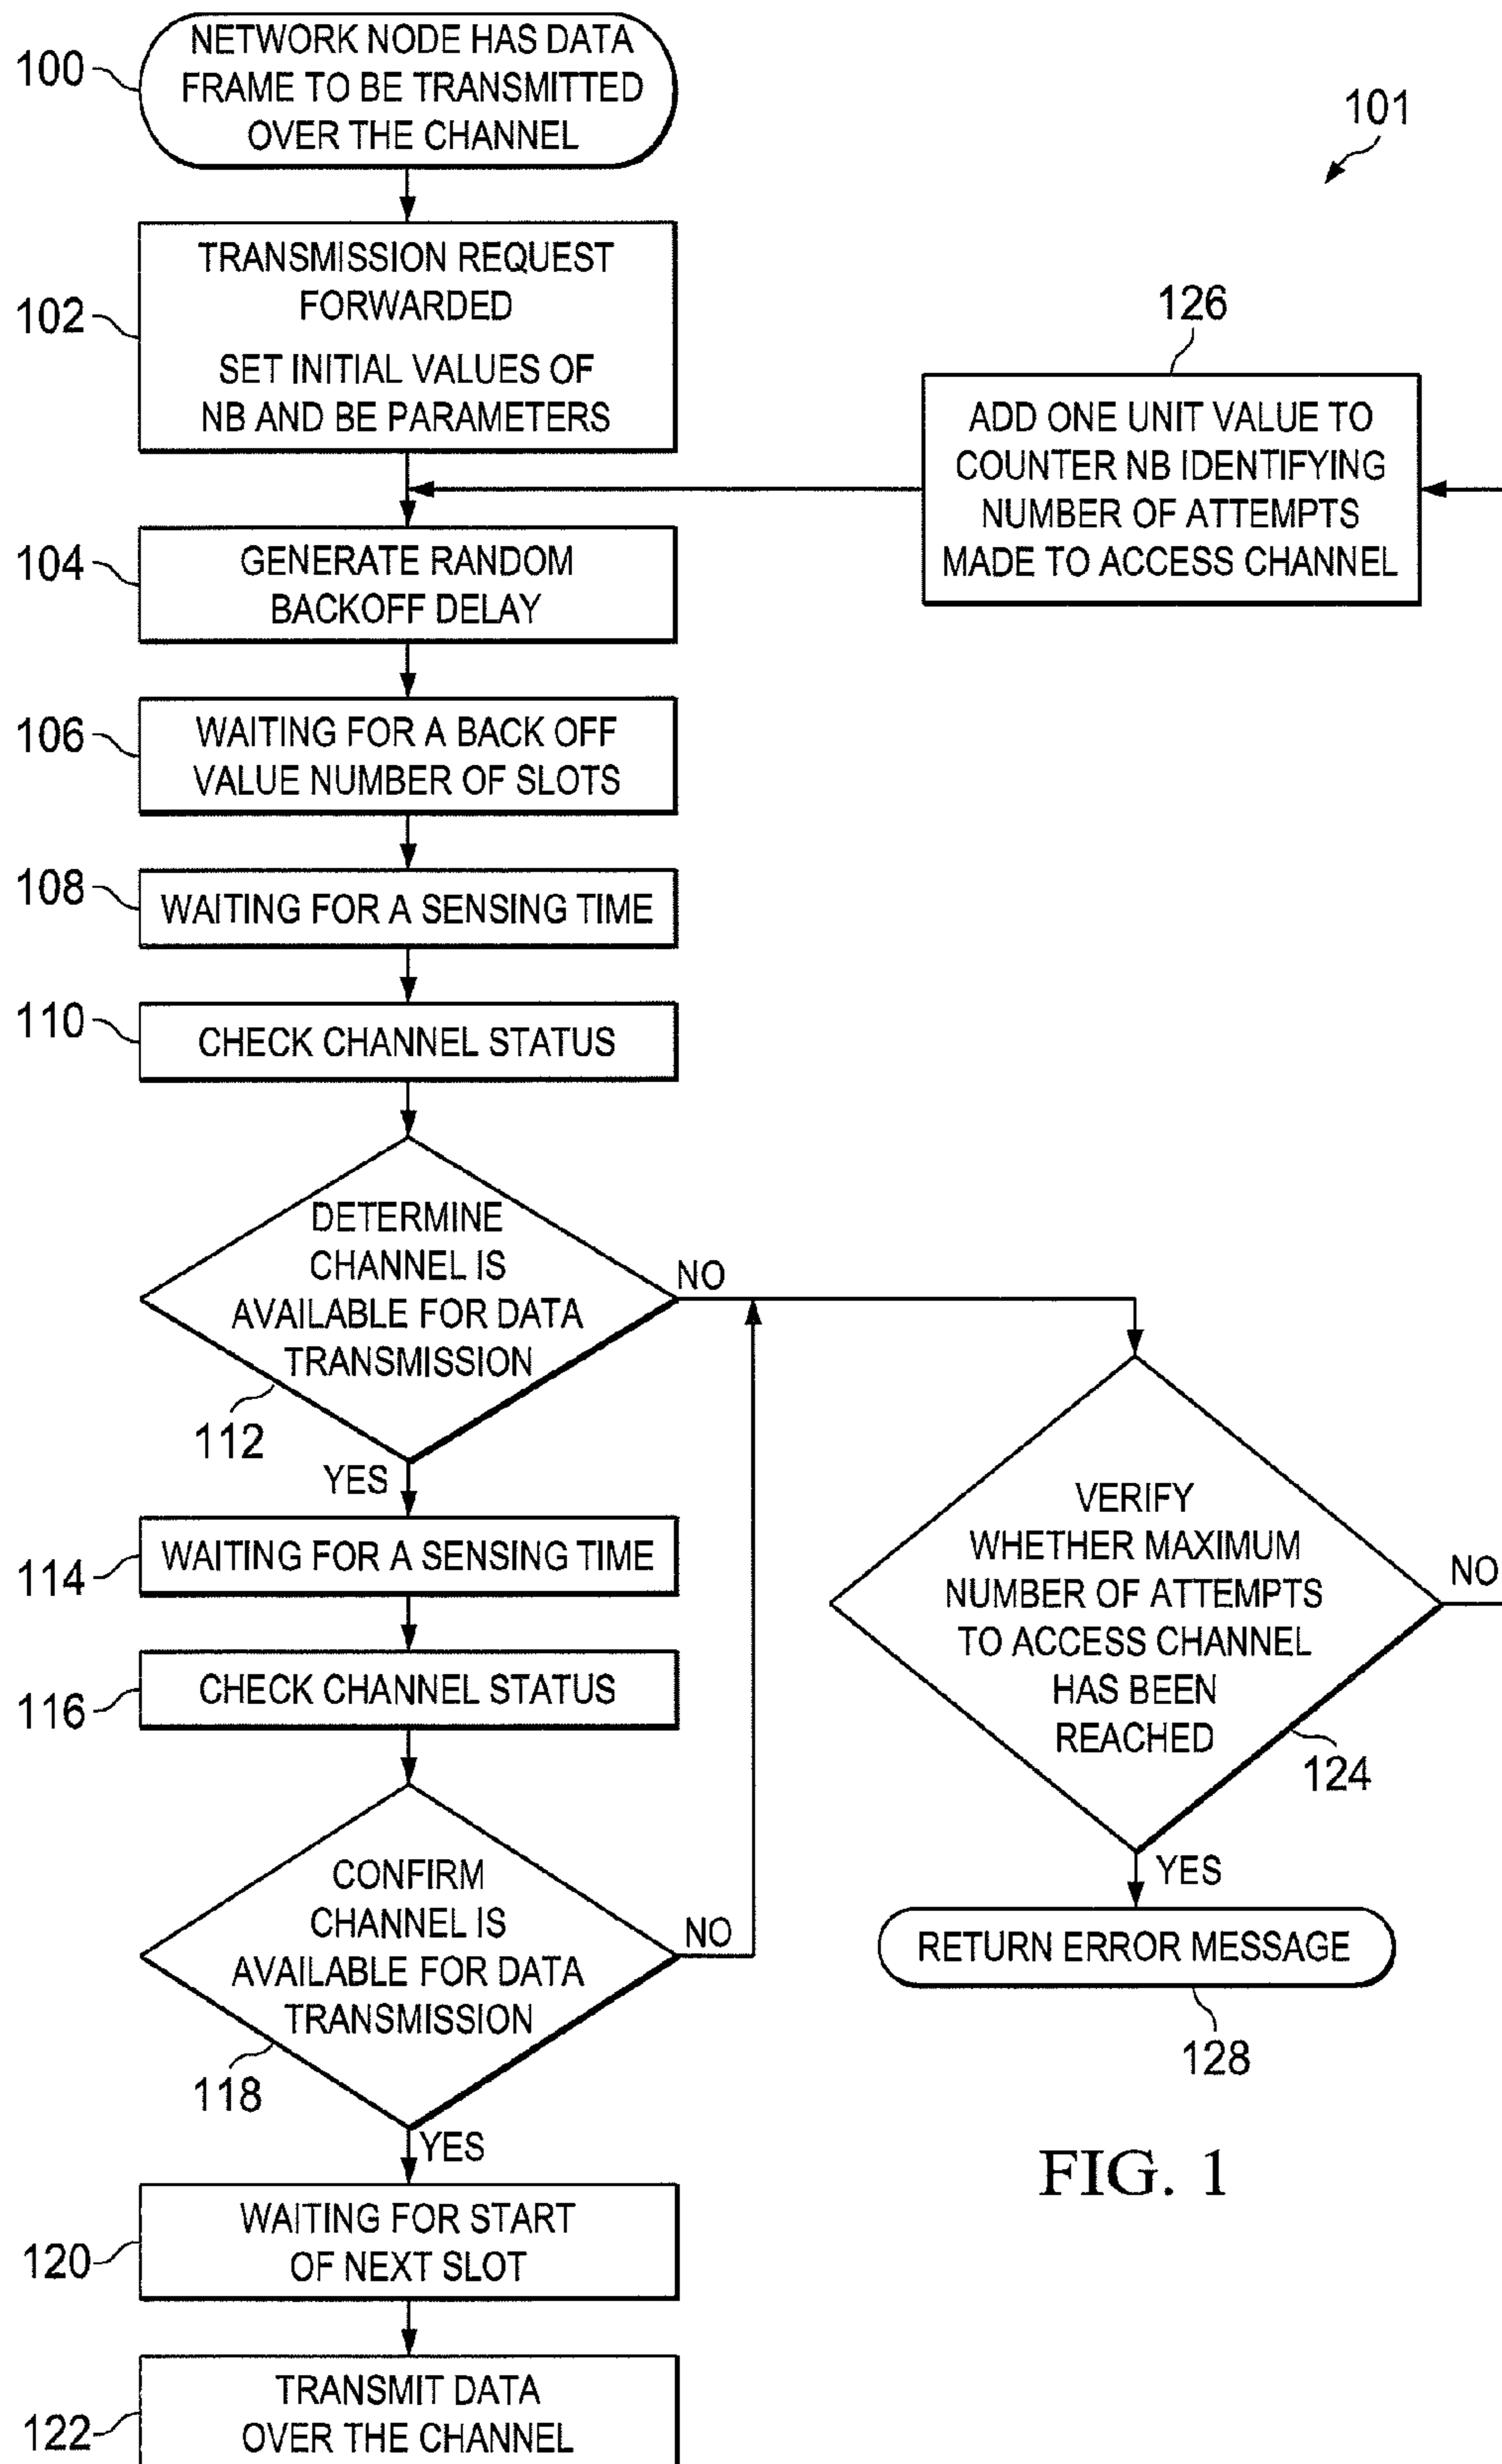 100
NETWORK NODE HAS DATA
FRAME TO BE TRANSMITTED
OVER THE CHANNEL
101
102
TRANSMISSION REQUEST
FORWARDED
SET INITIAL VALUES OF
NB AND BE PARAMETERS
126
ADD ONE UNIT VALUE TO
COUNTER NB IDENTIFYING
NUMBER OF ATTEMPTS
MADE TO ACCESS CHANNEL
104
GENERATE RANDOM
BACKOFF DELAY
106
WAITING FOR A BACK OFF
VALUE NUMBER OF SLOTS
108
WAITING FOR A SENSING TIME
110
CHECK CHANNEL STATUS
DETERMINE
CHANNEL IS
AVAILABLE FOR DATA
TRANSMISSION
NO
112
YES
114
WAITING FOR A SENSING TIME
116
CHECK CHANNEL STATUS
VERIFY
WHETHER MAXIMUM
NUMBER OF ATTEMPTS
TO ACCESS CHANNEL
HAS BEEN
REACHED
NO
124
YES
CONFIRM
CHANNEL IS
AVAILABLE FOR DATA
TRANSMISSION
NO
118
YES
RETURN ERROR MESSAGE
128
120
WAITING FOR START
OF NEXT SLOT
122
TRANSMIT DATA
OVER THE CHANNEL
FIG. 1